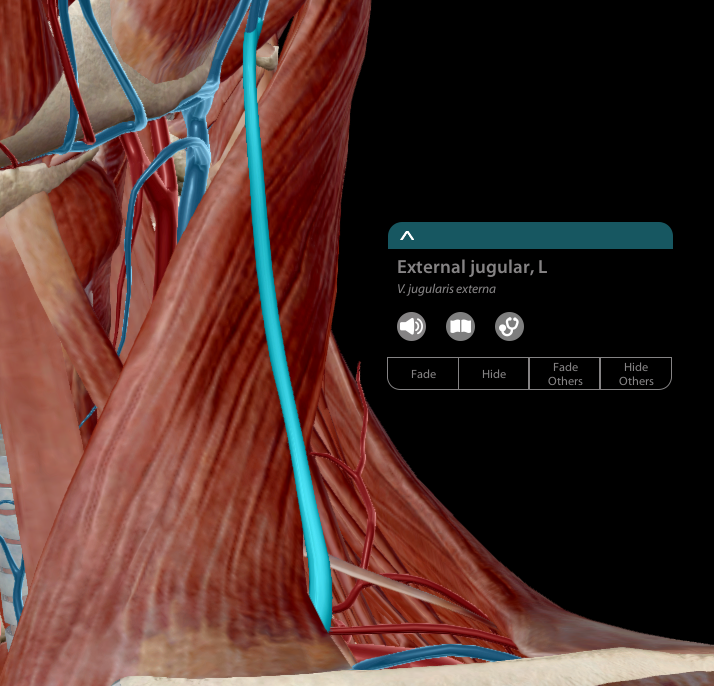 External jugular, L
V. jugularis externa
Fade
Hide
Fade
Others
Hide
Others